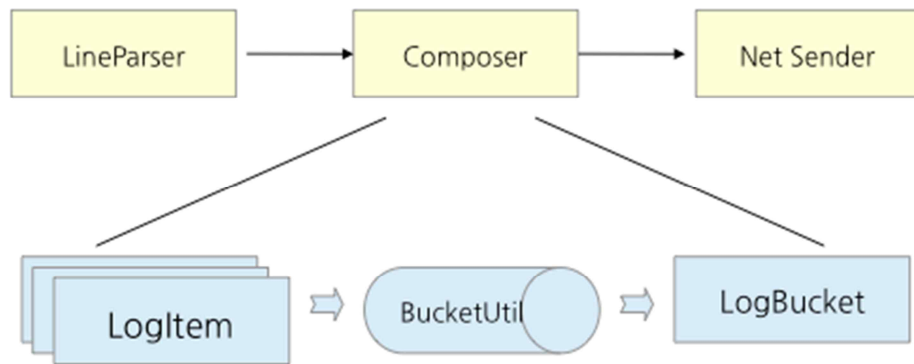 LineParser
Composer
Net Sender
LogItem
BucketUtil
LogBucket